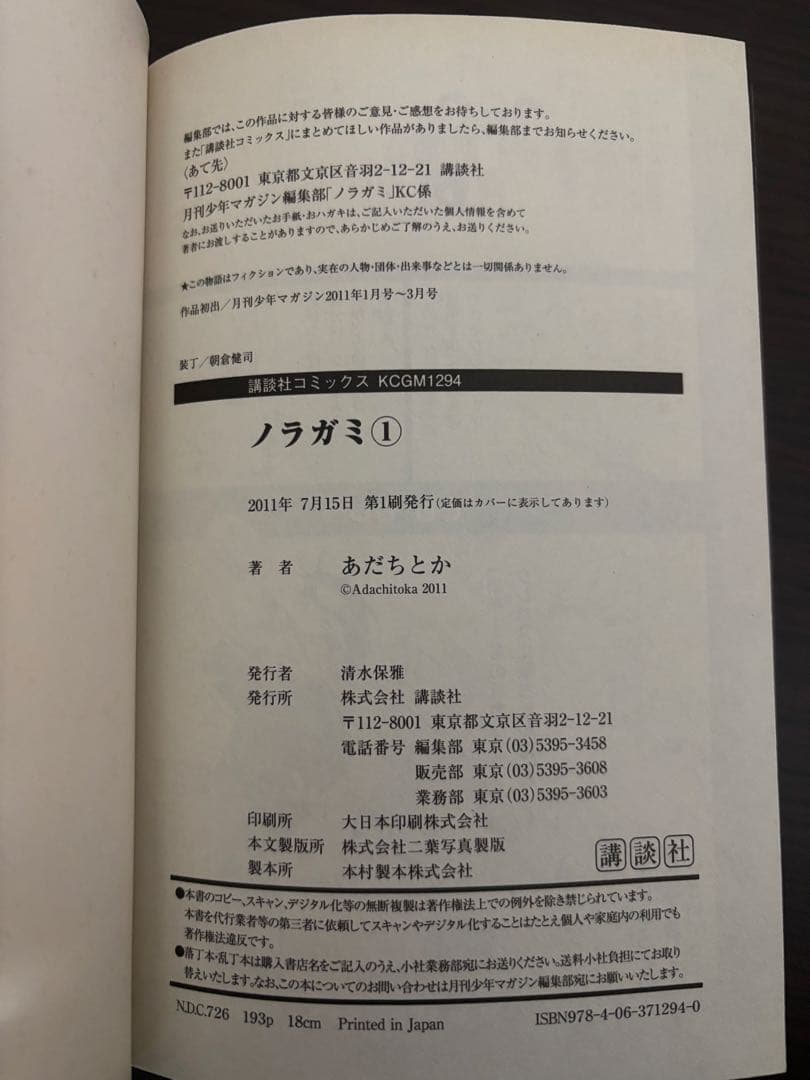 編集部では、この作品に対する皆様のご意見・ご感想をお待ちしております。
また「講談社コミックス」にまとめてほしい作品がありましたら、編集部までお知らせください。
〈あて先〉
〒112-8001 東京都文京区音羽2-12-21 講談社
月刊少年マガジン編集部「ノラガミ」KC係
なお、お送りいただいたお手紙・おハガキは、ご記入いただいた個人情報を含めて
著者にお渡しすることがありますので、あらかじめご了解のうえ、お送りください。
★この物語はフィクションであり、実在の人物・団体・出来事などとは一切関係ありません。
作品初出/月刊少年マガジン2011年1月号〜3月号
装丁/朝倉健司
講談社コミックス KCGM1294
ノラガミ①
2011年 7月15日 第1刷発行(定価はカバーに表示してあります)
著 者 あだちとか
©Adachitoka 2011
発行者 清水保雅
発行所 株式会社 講談社
〒112-8001 東京都文京区音羽2-12-21
電話番号 編集部 東京(03)5395-3458
販売部 東京(03)5395-3608
業務部 東京(03)5395-3603
印刷所 大日本印刷株式会社
本文製版所 株式会社二葉写真製版
製本所 本村製本株式会社
講談社
●本書のコピー、スキャン、デジタル化等の無断複製は著作権法上での例外を除き禁じられています。
本書を代行業者等の第三者に依頼してスキャンやデジタル化することはたとえ個人や家庭内の利用でも
著作権法違反です。
●落丁本・乱丁本は購入書店名をご記入のうえ、小社業務部宛にお送りください。送料小社負担にてお取り
替えいたします。なお、この本についてのお問い合わせは月刊少年マガジン編集部宛にお願いいたします。
N.D.C.726 193p 18cm Printed in Japan
ISBN978-4-06-371294-0